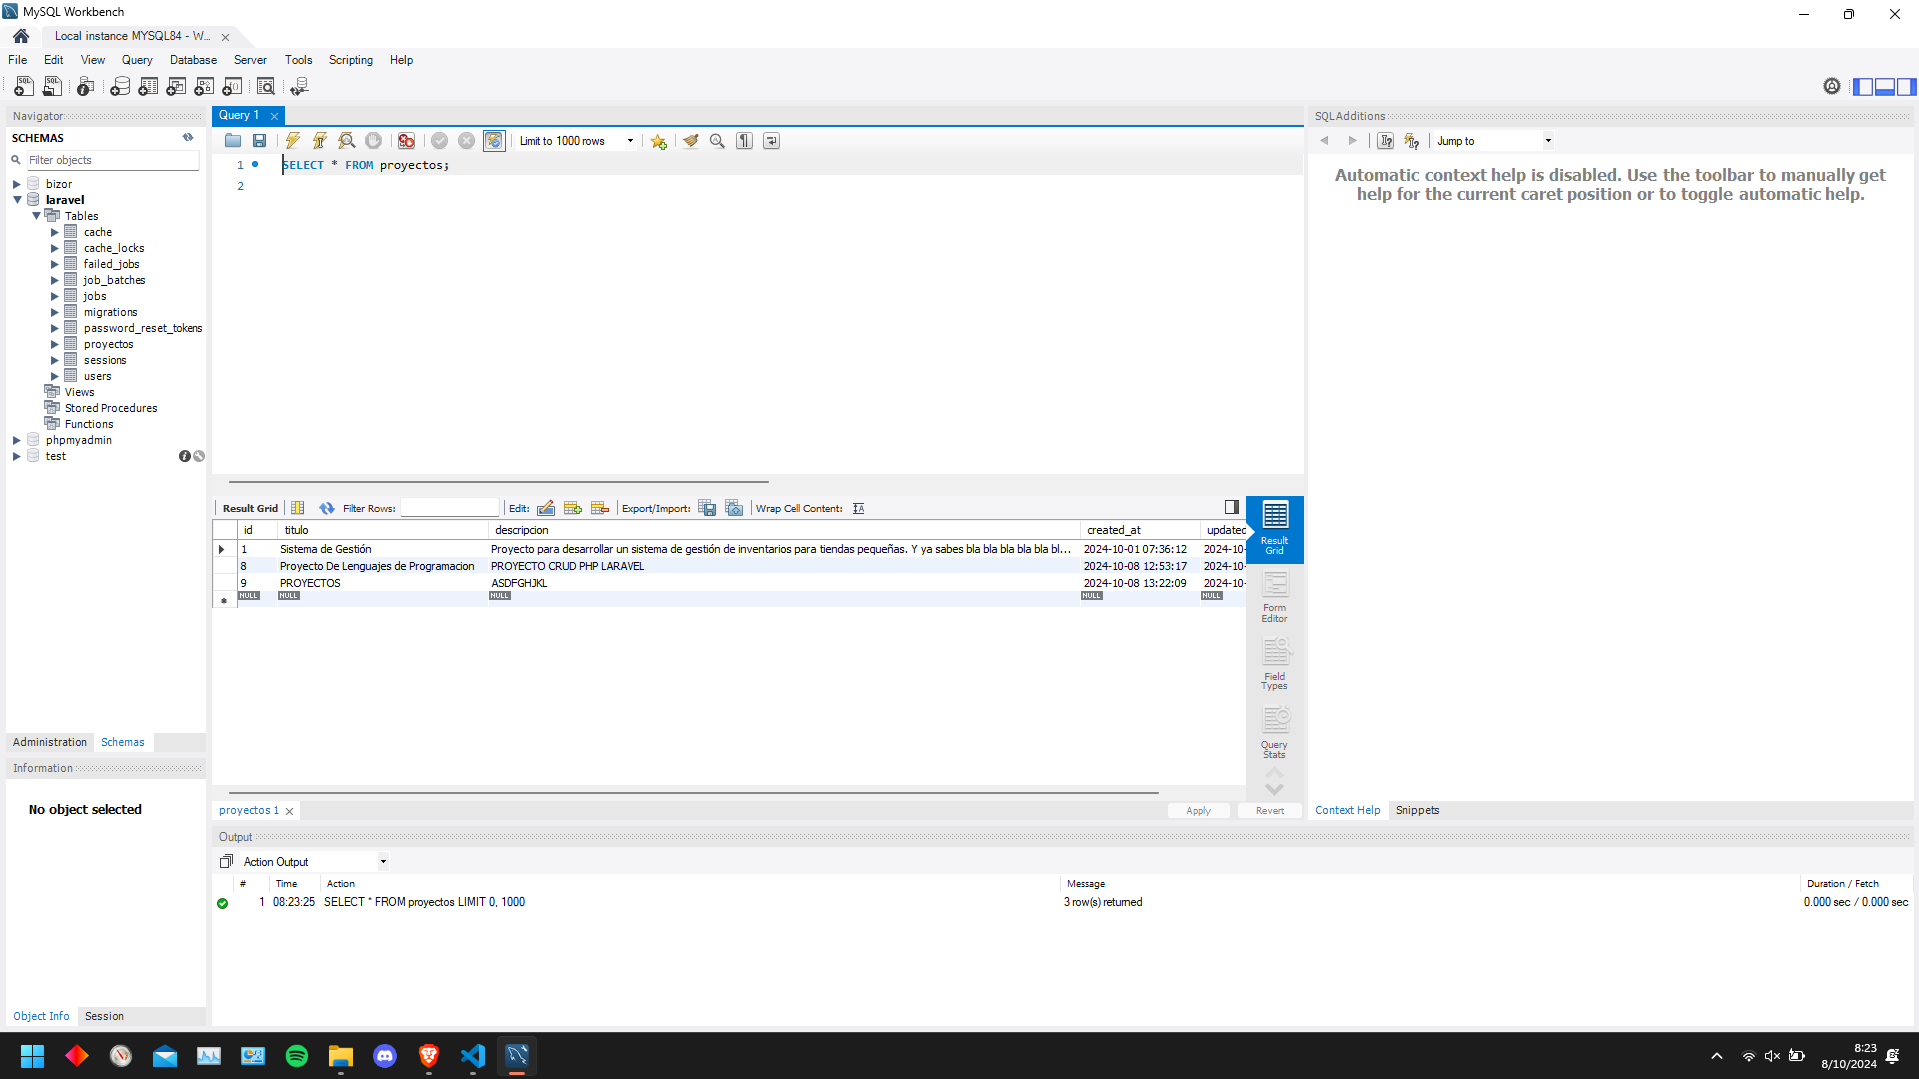 MySQL Workbench
Local instance MYSQL84 - W...
File Edit View Query Database Server Tools Scripting Help
Navigator
SCHEMAS
Filter objects
bizor
laravel
Tables
cache
cache_locks
failed_jobs
job_batches
jobs
migrations
password_reset_tokens
proyectos
sessions
users
Views
Stored Procedures
Functions
phpmyadmin
test
Administration Schemas
Information
No object selected
Object Info Session
Query 1
Limit to 1000 rows
1 SELECT * FROM proyectos;
2
Result Grid Filter Rows: Edit: Export/Import: Wrap Cell Content:
id titulo descripcion created_at updated
1 Sistema de Gestión Proyecto para desarrollar un sistema de gestión de inventarios para tiendas pequeñas. Y ya sabes bla bla bla bla bla bl... 2024-10-01 07:36:12 2024-10-
8 Proyecto De Lenguajes de Programacion PROYECTO CRUD PHP LARAVEL 2024-10-08 12:53:17 2024-10-
9 PROYECTOS ASDFGHJKL 2024-10-08 13:22:09 2024-10-
NULL NULL NULL NULL NULL
Result
Grid
Form
Editor
Field
Types
Query
Stats
proyectos 1
Apply Revert
SQLAdditions
Jump to
Automatic context help is disabled. Use the toolbar to manually get
help for the current caret position or to toggle automatic help.
Context Help Snippets
Output
Action Output
# Time Action Message Duration / Fetch
1 08:23:25 SELECT * FROM proyectos LIMIT 0, 1000 3 row(s) returned 0.000 sec / 0.000 sec
8:23
8/10/2024